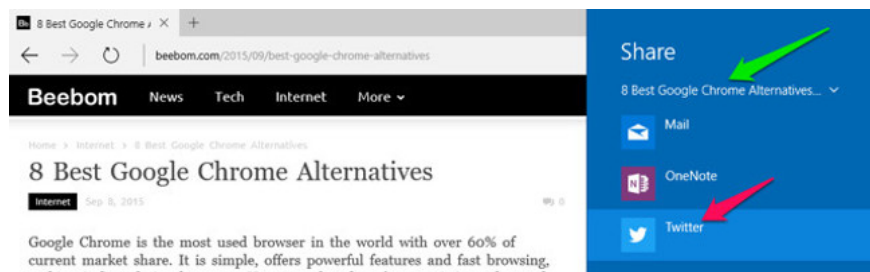 8 Best Google Chrome
beebom.com/2015/09/best-google-chrome-alternatives
Beebom News Tech Internet More
Home > Internet > 8 Best Google Chrome Alternatives
8 Best Google Chrome Alternatives
Internet Sep 8, 2015 0
Google Chrome is the most used browser in the world with over 60% of
current market share. It is simple, offers powerful features and fast browsing,
Share
8 Best Google Chrome Alternatives...
Mail
OneNote
Twitter